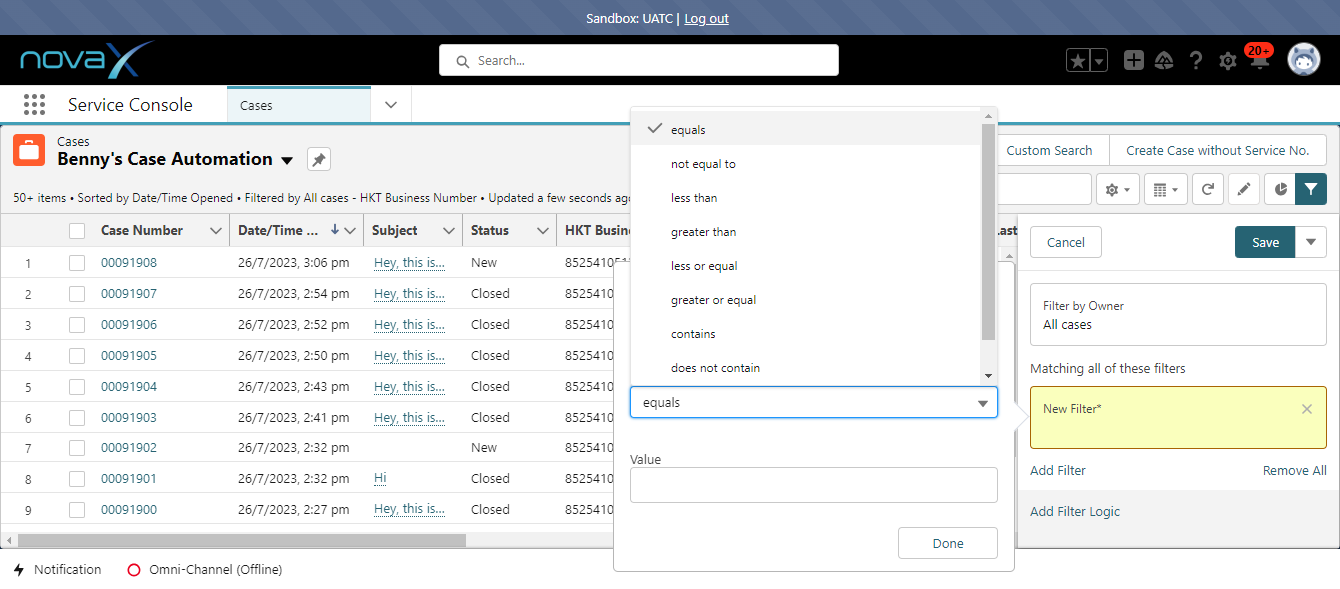 Sandbox: UATC | Log out
novaX
Search...
20+
Service Console
Cases
Cases
Benny's Case Automation
Custom Search
Create Case without Service No.
50+ items • Sorted by Date/Time Opened • Filtered by All cases - HKT Business Number • Updated a few seconds
Case Number
Date/Time ...
Subject
Status
HKT
1 00091908 26/7/2023, 3:06 pm Hey, this is... New
2 00091907 26/7/2023, 2:54 pm Hey, this is... Closed 8525410
3 00091906 26/7/2023, 2:52 pm Hey, this is... Closed 8525410
4 00091905 26/7/2023, 2:50 pm Hey, this is... Closed 8525410
5 00091904 26/7/2023, 2:43 pm Hey, this is... Closed 8525410
6 00091903 26/7/2023, 2:41 pm Hey, this is... Closed 8525410
7 00091902 26/7/2023, 2:32 pm New 8525410
8 00091901 26/7/2023, 2:32 pm Hi Closed 8525410
9 00091900 26/7/2023, 2:27 pm Hey, this is... Closed 8525410
equals
not equal to
less than
greater than
less or equal
greater or equal
contains
does not contain
equals
Value
Done
Cancel
Save
Filter by Owner
All cases
Matching all of these filters
New Filter*
Add Filter
Remove All
Add Filter Logic
Notification
Omni-Channel (Offline)